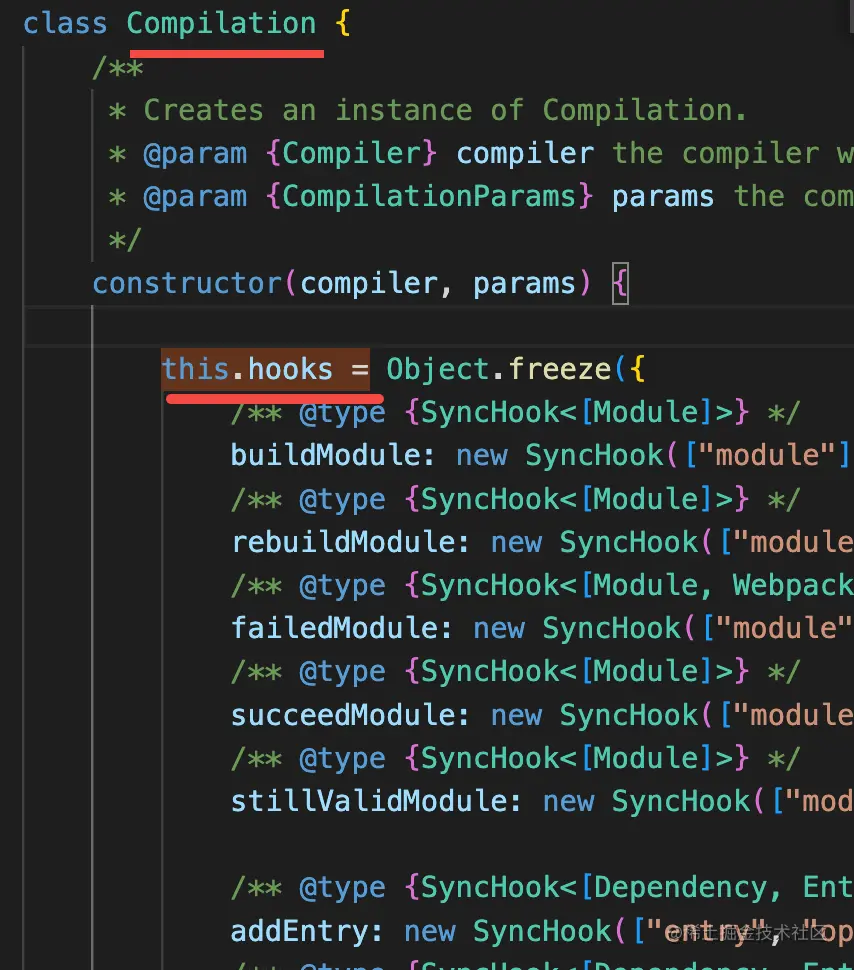 class Compilation {
/**
* Creates an instance of Compilation.
* @param {Compiler} compiler the compiler w
* @param {CompilationParams} params the com
*/
constructor(compiler, params) {
this.hooks = Object.freeze({
/** @type {SyncHook<[Module]>} */
buildModule: new SyncHook(["module"]
/** @type {SyncHook<[Module]>} */
rebuildModule: new SyncHook(["module
/** @type {SyncHook<[Module, Webpack
failedModule: new SyncHook(["module"
/** @type {SyncHook<[Module]>} */
succeedModule: new SyncHook(["module
/** @type {SyncHook<[Module]>} */
stillValidModule: new SyncHook(["mod
/** @type {SyncHook<[Dependency, Ent
addEntry: new SyncHook(["entry", "op
@稀土掘金技术社区
/** @type {SyncHook<[Dependency, Ent